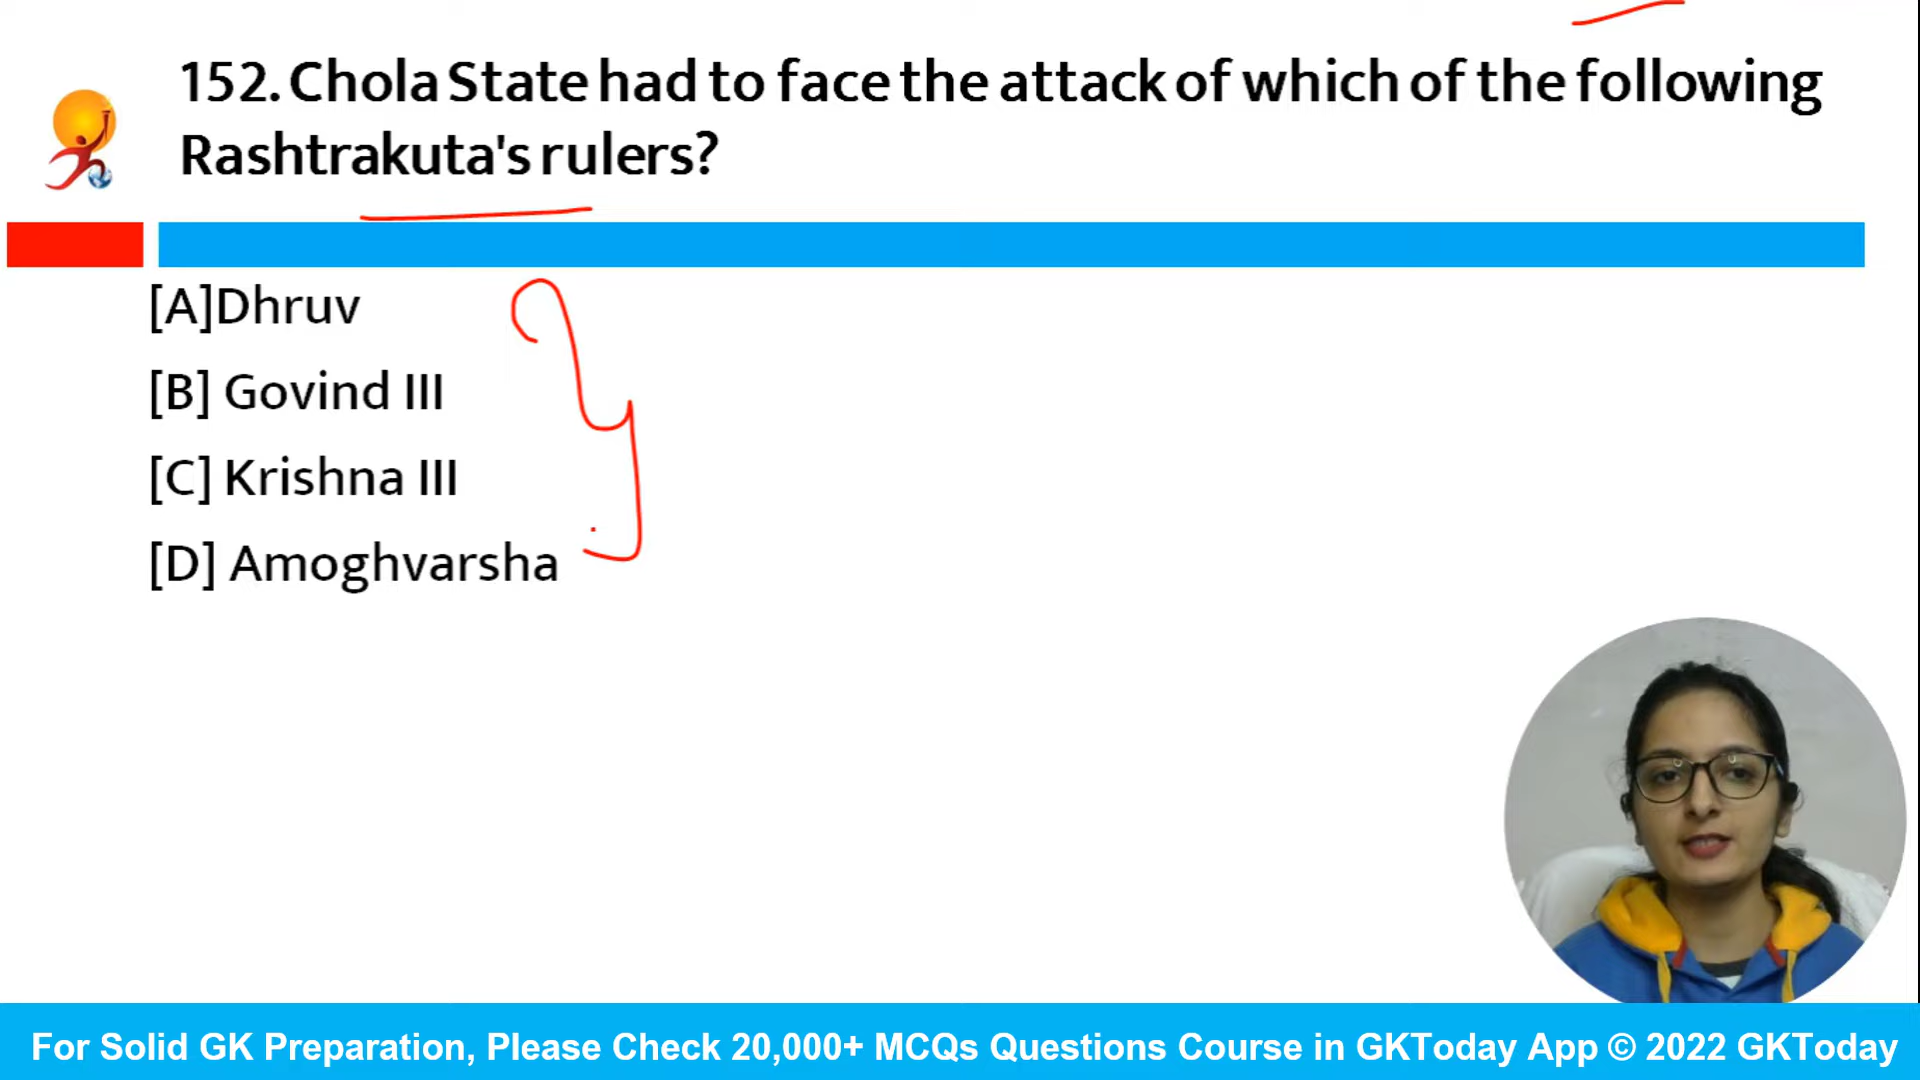 152. Chola State had to face the attack of which of the following
Rashtrakuta's rulers?
[A]Dhruv
[B] Govind III
[C] Krishna III
[D] Amoghvarsha
For Solid GK Preparation, Please Check 20,000+ MCQs Questions Course in GKToday App © 2022 GKToday